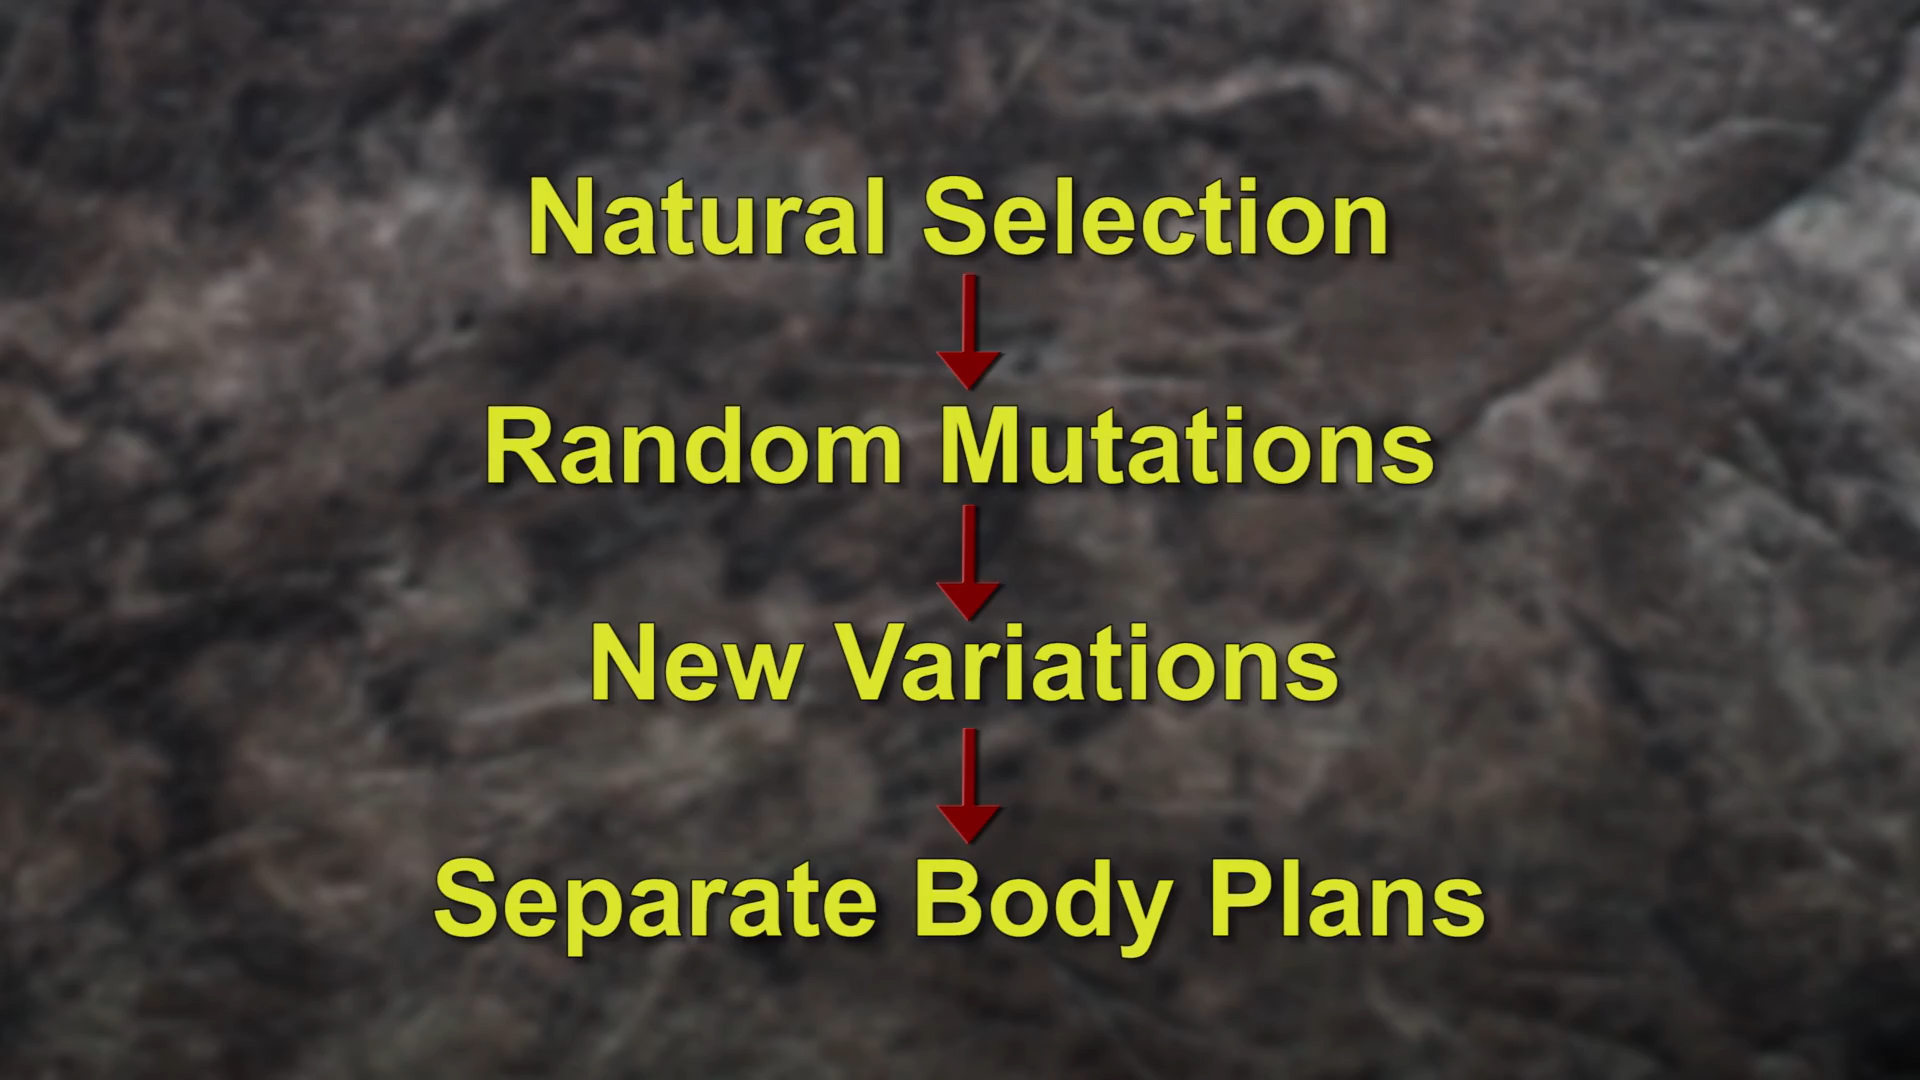 Natural Selection
Random Mutations
New Variations
Separate Body Plans